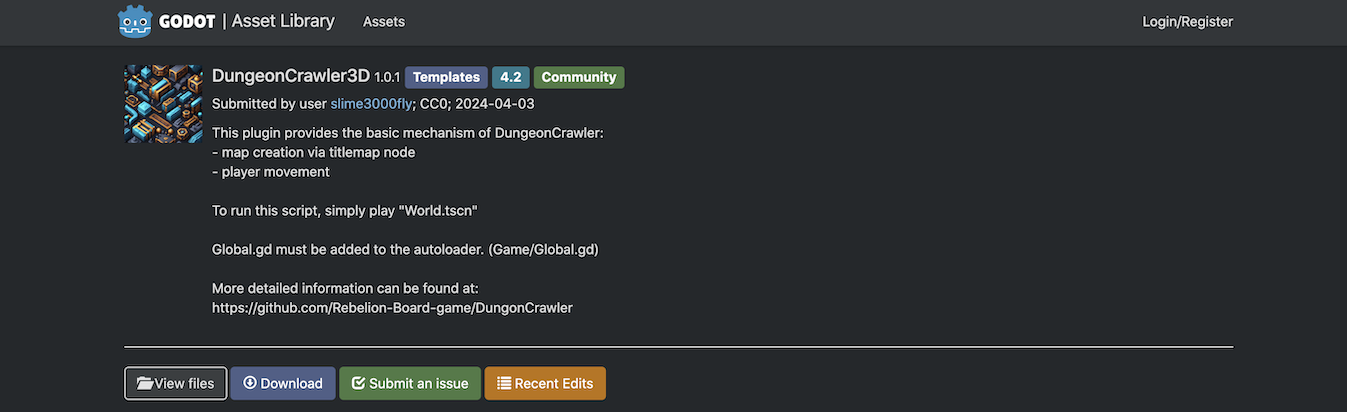 GODOT | Asset Library Assets Login/Register
DungeonCrawler3D 1.0.1 Templates 4.2 Community
Submitted by user slime3000fly; CC0; 2024-04-03
This plugin provides the basic mechanism of DungeonCrawler:
- map creation via titlemap node
- player movement
To run this script, simply play "World.tscn"
Global.gd must be added to the autoloader. (Game/Global.gd)
More detailed information can be found at:
https://github.com/Rebelion-Board-game/DungonCrawler
View files Download Submit an issue Recent Edits